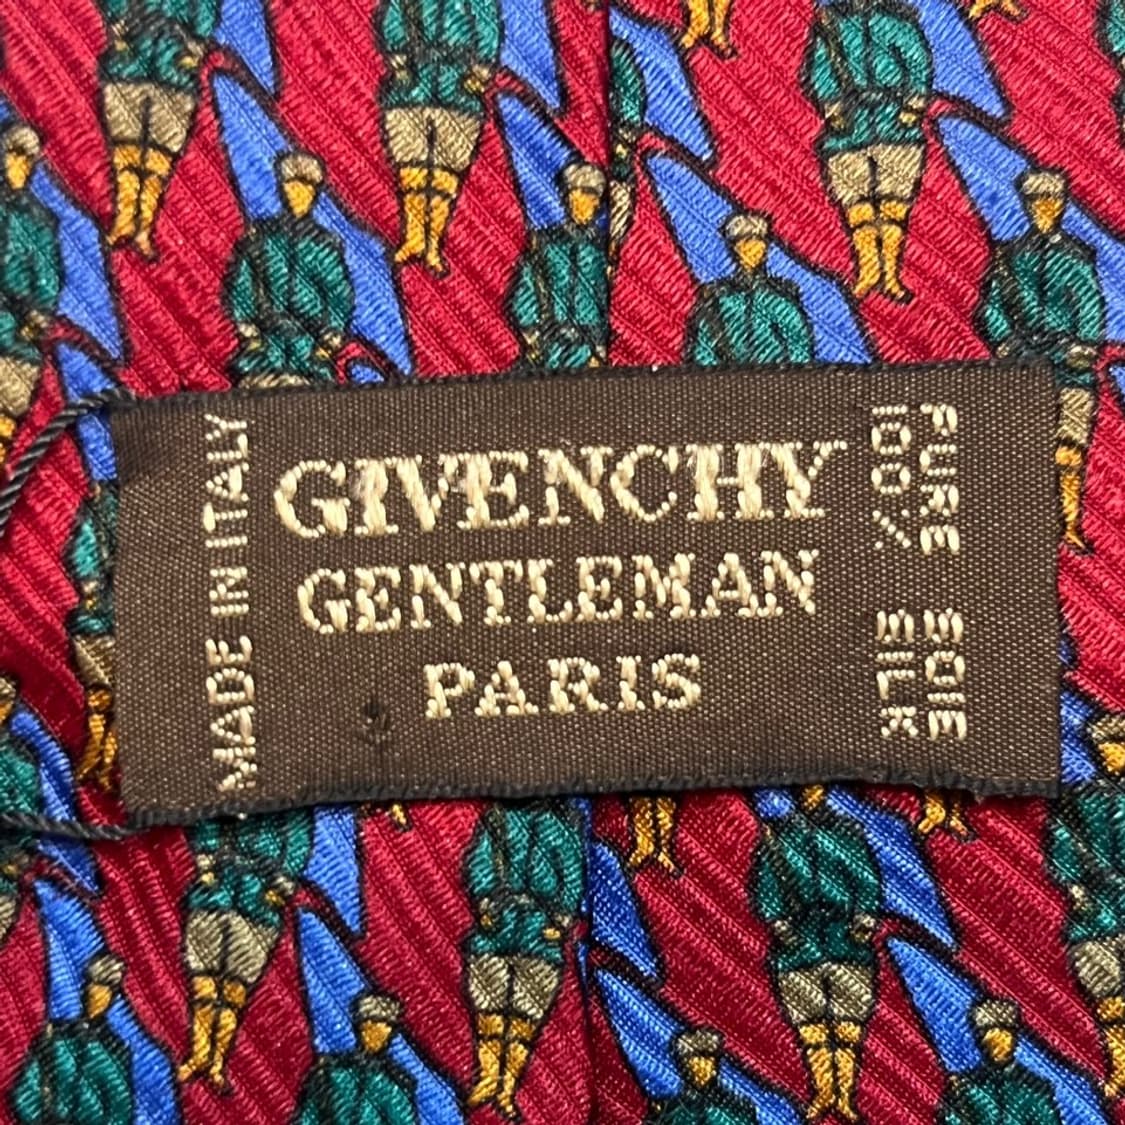 MADE IN ITALY
GIVENCHY
GENTLEMAN
PARIS
PURE SOIE
100% SILK